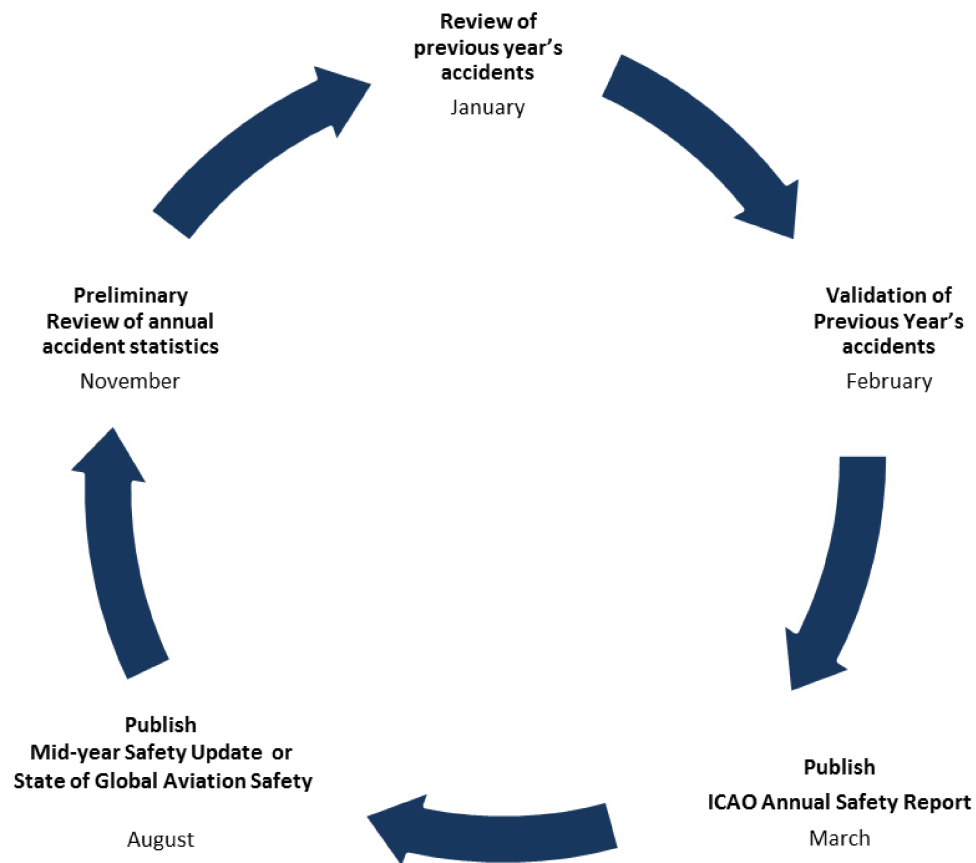 Review of
previous year's
accidents
January
Validation of
Previous Year's
accidents
February
Publish
ICAO Annual Safety Report
March
Publish
Mid-year Safety Update or
State of Global Aviation Safety
August
Preliminary
Review of annual
accident statistics
November